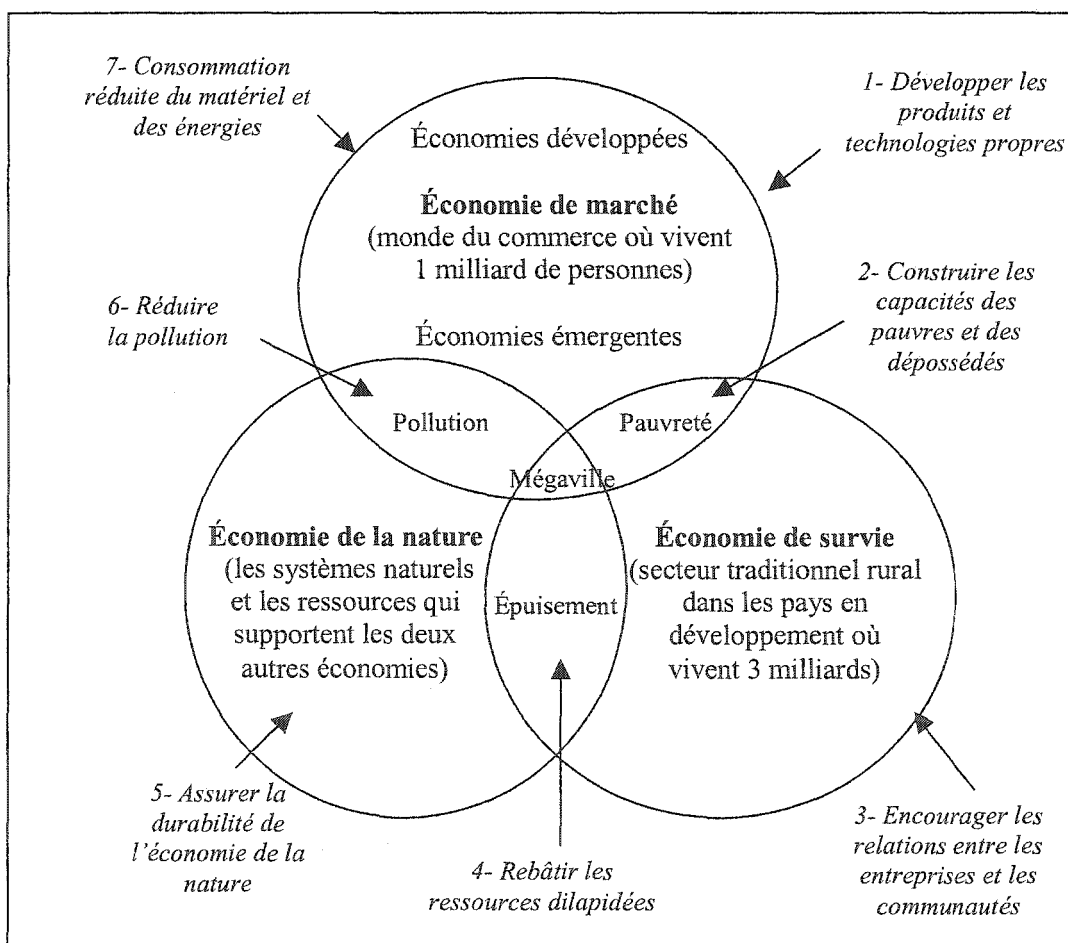 7- Consommation
réduite du matériel et
des énergies
1- Développer les
produits et
technologies propres
Économies développées
Économie de marché
(monde du commerce où vivent
1 milliard de personnes)
Économies émergentes
2- Construire les
capacités des
pauvres et des
dépossédés
6- Réduire
la pollution
Pollution
Pauvreté
Mégaville
Économie de la nature
(les systèmes naturels
et les ressources qui
supportent les deux
autres économies)
Épuisement
Économie de survie
(secteur traditionnel rural
dans les pays en
développement où
vivent 3 milliards)
5- Assurer la
durabilité de
l'économie de la
nature
4- Rebâtir les
ressources dilapidées
3- Encourager les
relations entre les
entreprises et les
communautés